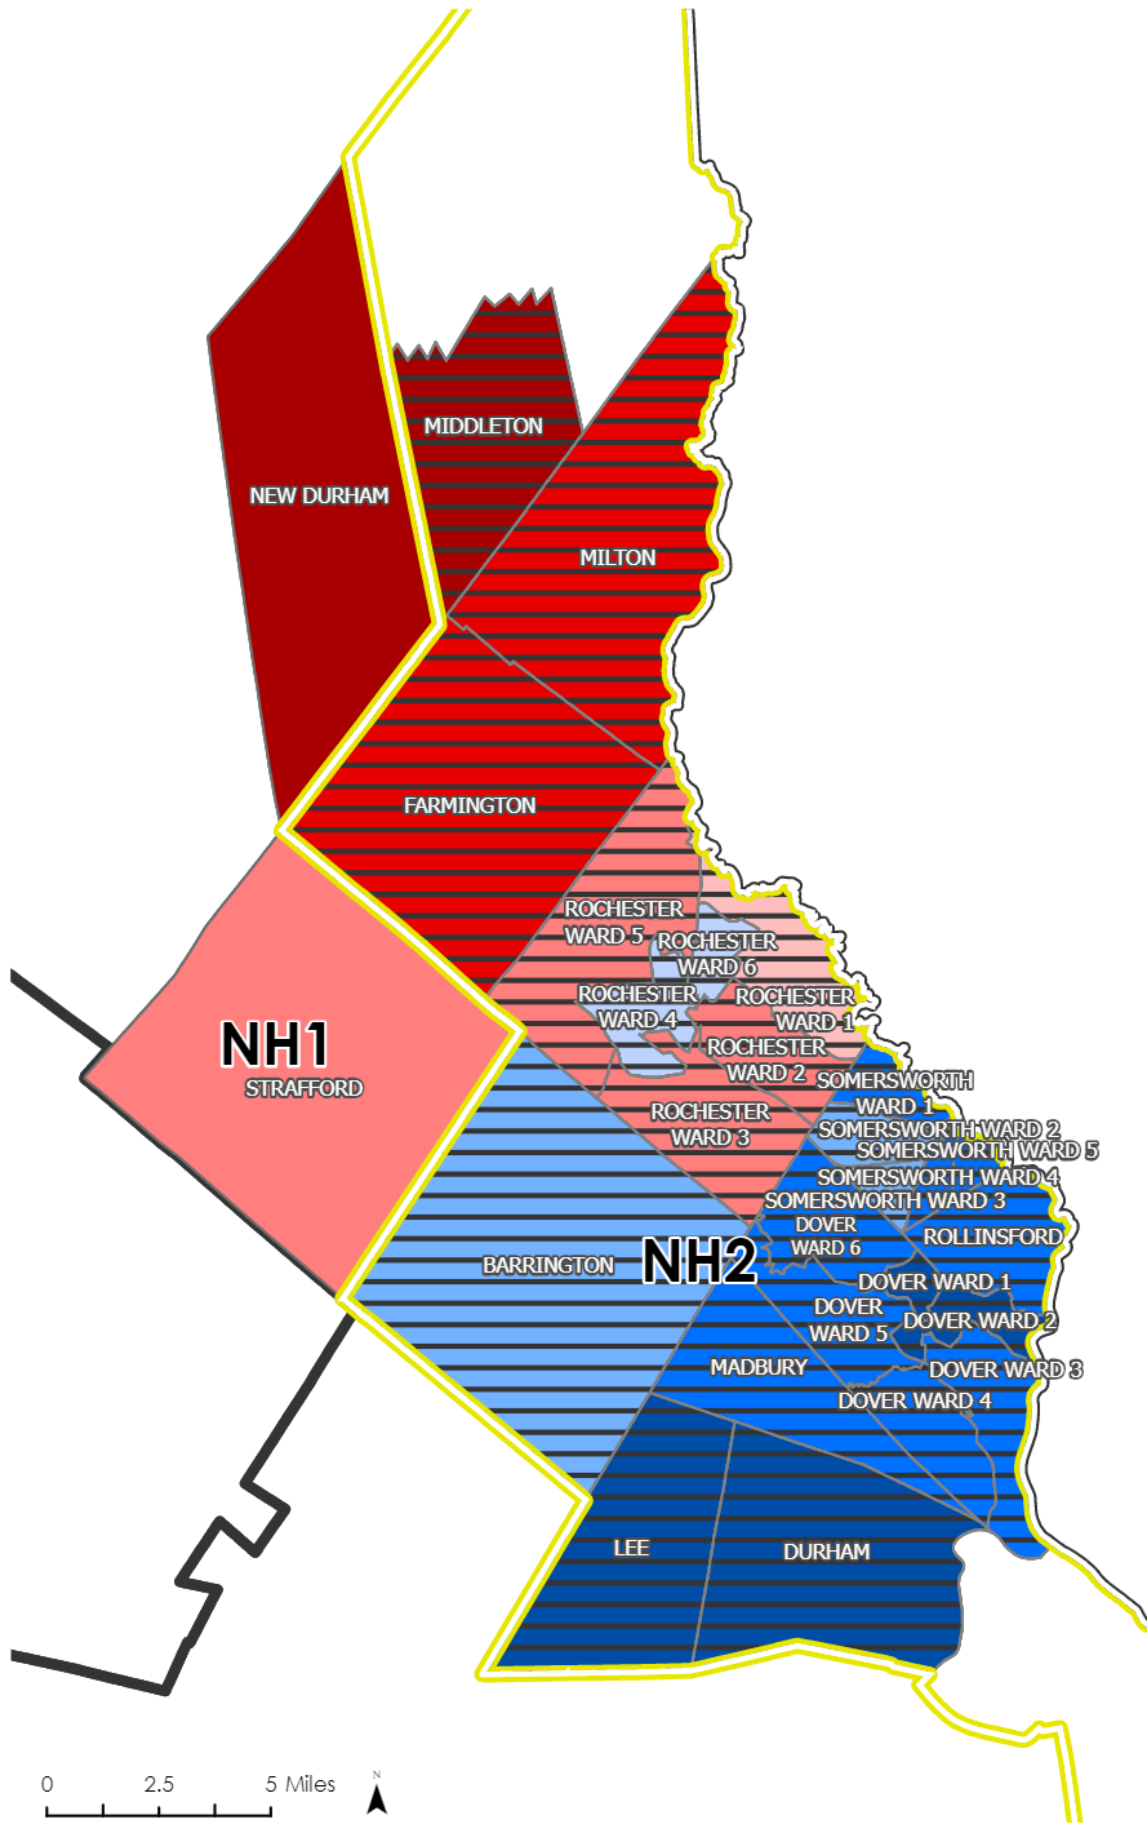 MIDDLETON
NEW DURHAM
MILTON
FARMINGTON
ROCHESTER
WARD 5
ROCHESTER
WARD 6
ROCHESTER
WARD 4
ROCHESTER
WARD 1
NH1
STRAFFORD
ROCHESTER
WARD 2
SOMERSWORTH
WARD 1
ROCHESTER
WARD 3
SOMERSWORTH WARD 2
SOMERSWORTH WARD 5
SOMERSWORTH WARD 4
SOMERSWORTH WARD 3
DOVER
WARD 6
ROLLINSFORD
BARRINGTON
NH2
DOVER WARD 1
DOVER
WARD 5
DOVER WARD 2
MADBURY
DOVER WARD 3
DOVER WARD 4
LEE
DURHAM
0 2.5 5 Miles
N